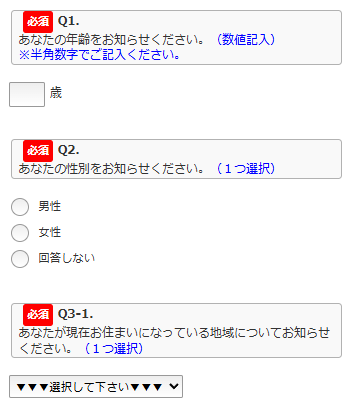 必須 Q1.
あなたの年齢をお知らせください。（数値記入）
※半角数字でご記入ください。
歳
必須 Q2.
あなたの性別をお知らせください。（１つ選択）
男性
女性
回答しない
必須 Q3-1.
あなたが現在お住まいになっている地域についてお知らせ
ください。（１つ選択）
▼▼▼選択して下さい▼▼▼